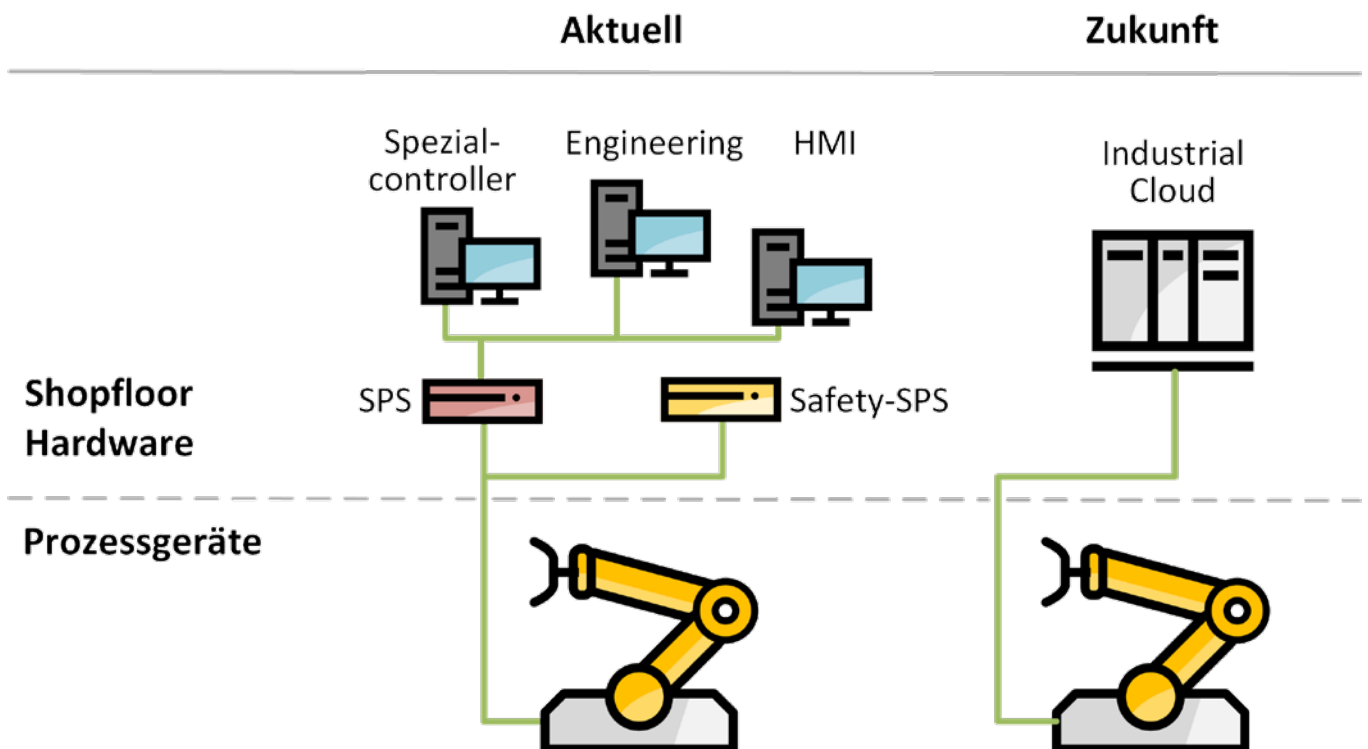 Aktuell
Zukunft
Spezial-
controller
Engineering
HMI
Industrial
Cloud
Shopfloor
Hardware
SPS
Safety-SPS
Prozessgeräte